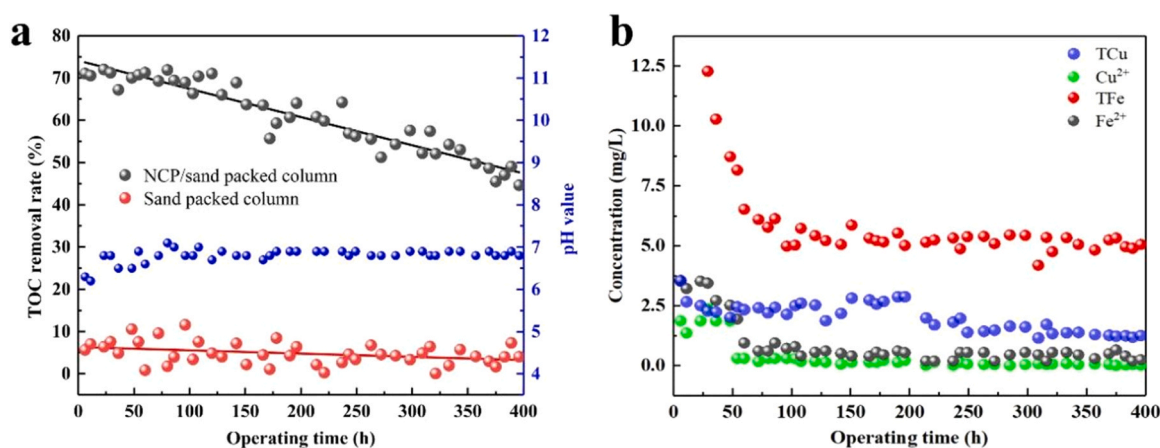 a
80
70
60
50
40
30
20
10
0
TOC removal rate (%)
12
11
10
9
8
7
6
5
4
pH value
NCP/sand packed column
Sand packed column
0 50 100 150 200 250 300 350 400
Operating time (h)
b
12.5
7.5
5.0
2.5
0.0
Concentration (mg/L)
TCu
Cu²⁺
TFe
Fe²⁺
0 50 100 150 200 250 300 350 400
Operating time (h)